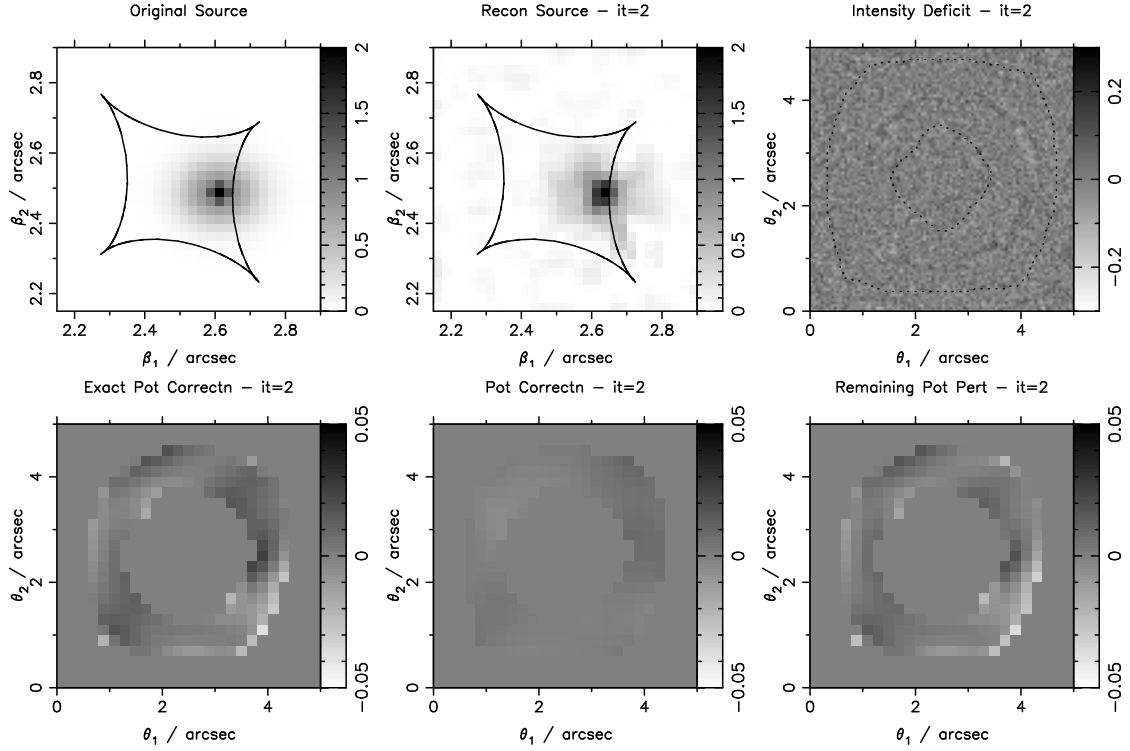 Original Source
Recon Source − it=2
Intensity Deficit − it=2
β2 / arcsec
2.2 2.4 2.6 2.8
0 0.5 1 1.5 2
2.2 2.4 2.6 2.8
β1 / arcsec
β2 / arcsec
2.2 2.4 2.6 2.8
0 0.5 1 1.5 2
2.2 2.4 2.6 2.8
β1 / arcsec
θ2 / arcsec
0 2 4
−0.2 0 0.2
0 2 4
θ1 / arcsec
Exact Pot Correctn − it=2
Pot Correctn − it=2
Remaining Pot Pert − it=2
θ2 / arcsec
0 2 4
−0.05 0 0.05
0 2 4
θ1 / arcsec
θ2 / arcsec
0 2 4
−0.05 0 0.05
0 2 4
θ1 / arcsec
θ2 / arcsec
0 2 4
−0.05 0 0.05
0 2 4
θ1 / arcsec